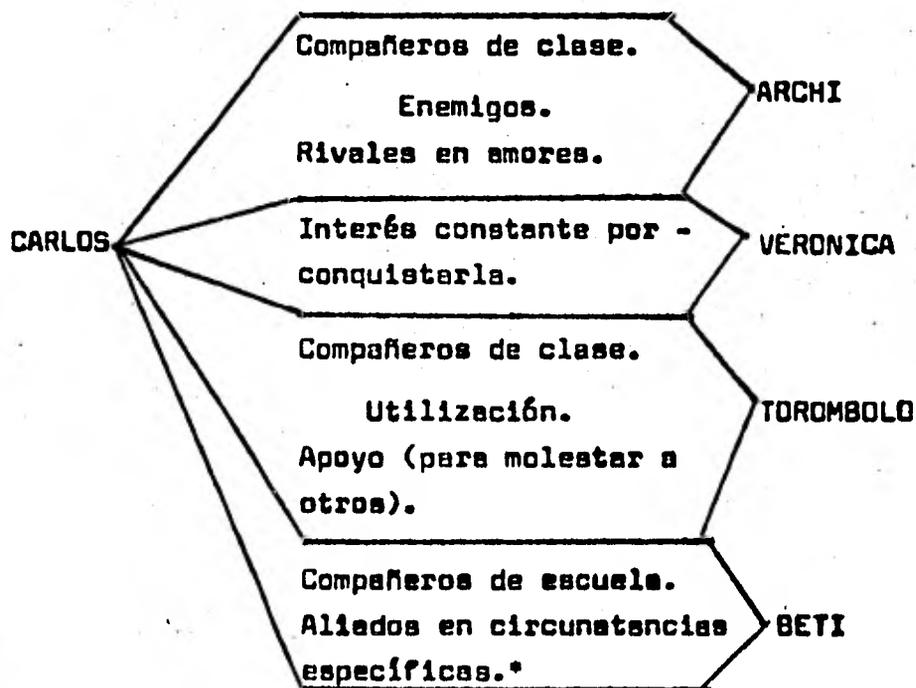 Compañeros de clase.
ARCHI
Enemigos.
Rivales en amores.
CARLOS
Interés constante por -
conquistarla.
VERONICA
Compañeros de clase.
Utilización.
TOROMBOLO
Apoyo (para molestar a
otros).
Compañeros de escuela.
Aliados en circunstancias
BETI
específicas.*